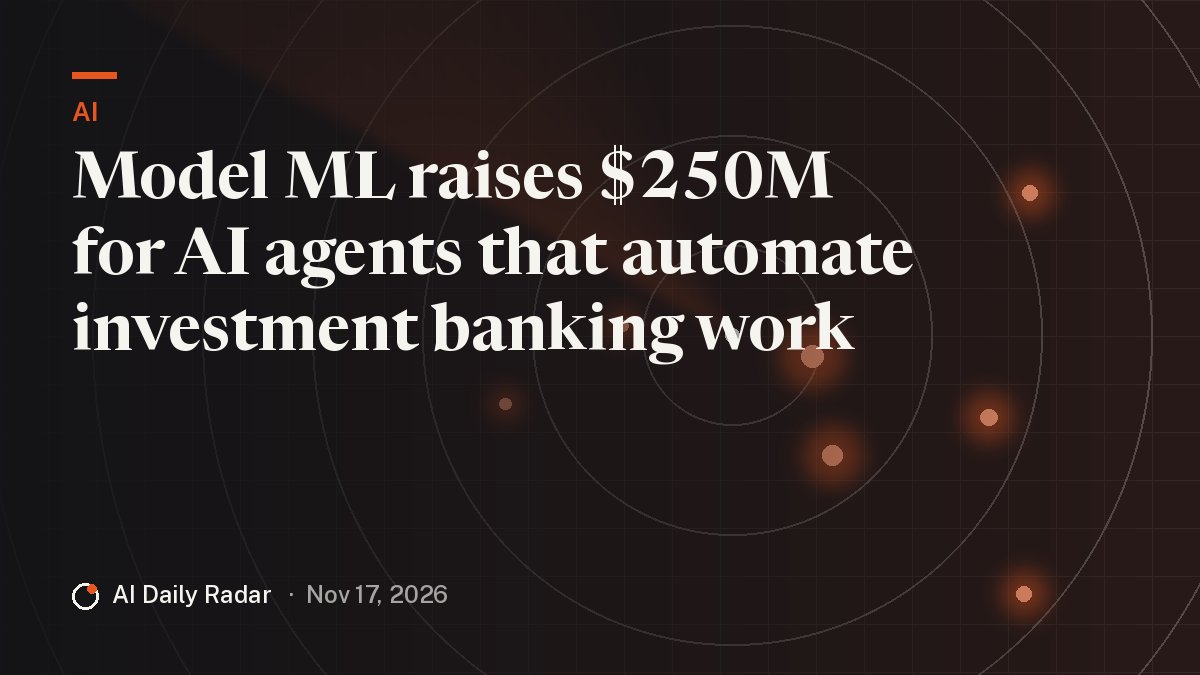 AI
Model ML raises $250M
for AI agents that automate
investment banking work
AI Daily Radar · Nov 17, 2026